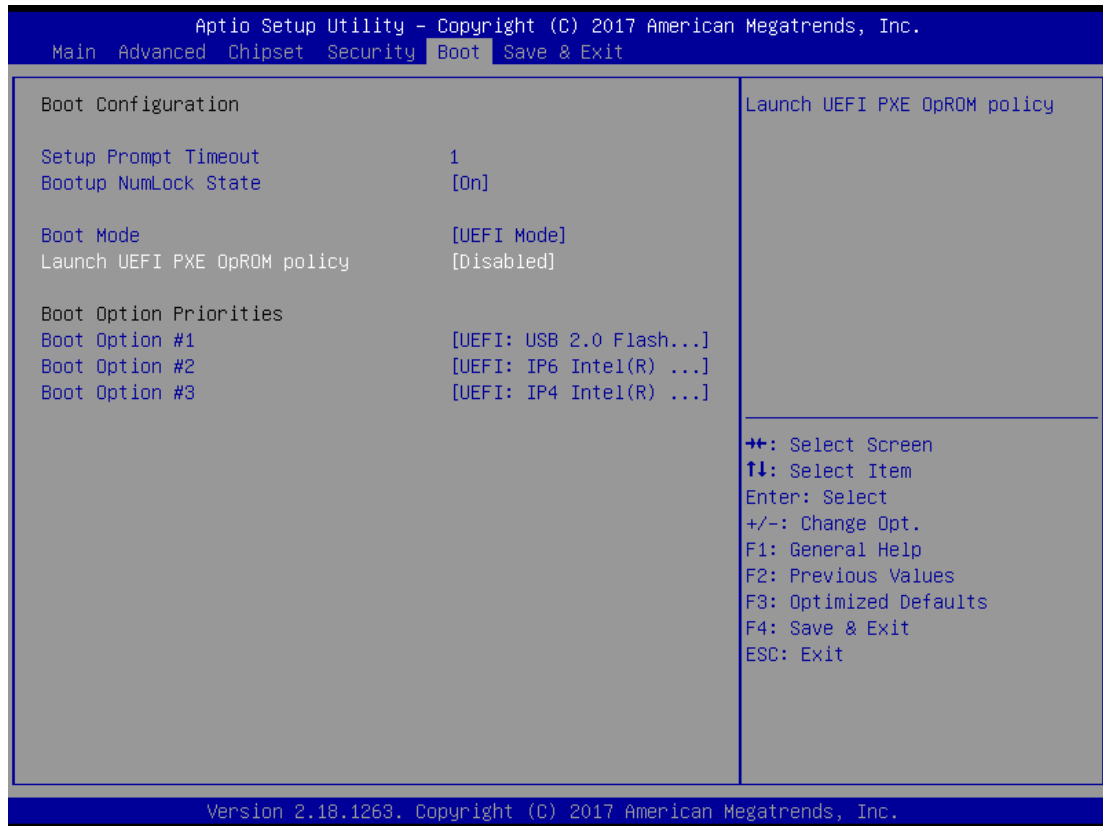 Aptio Setup Utility – Copyright (C) 2017 American Megatrends, Inc.
Main Advanced Chipset Security Boot Save & Exit
Boot Configuration
Setup Prompt Timeout 1
Bootup NumLock State [On]
Boot Mode [UEFI Mode]
Launch UEFI PXE OpROM policy [Disabled]
Boot Option Priorities
Boot Option #1 [UEFI: USB 2.0 Flash...]
Boot Option #2 [UEFI: IP6 Intel(R) ...]
Boot Option #3 [UEFI: IP4 Intel(R) ...]
Launch UEFI PXE OpROM policy
→←: Select Screen
↑↓: Select Item
Enter: Select
+/-: Change Opt.
F1: General Help
F2: Previous Values
F3: Optimized Defaults
F4: Save & Exit
ESC: Exit
Version 2.18.1263. Copyright (C) 2017 American Megatrends, Inc.